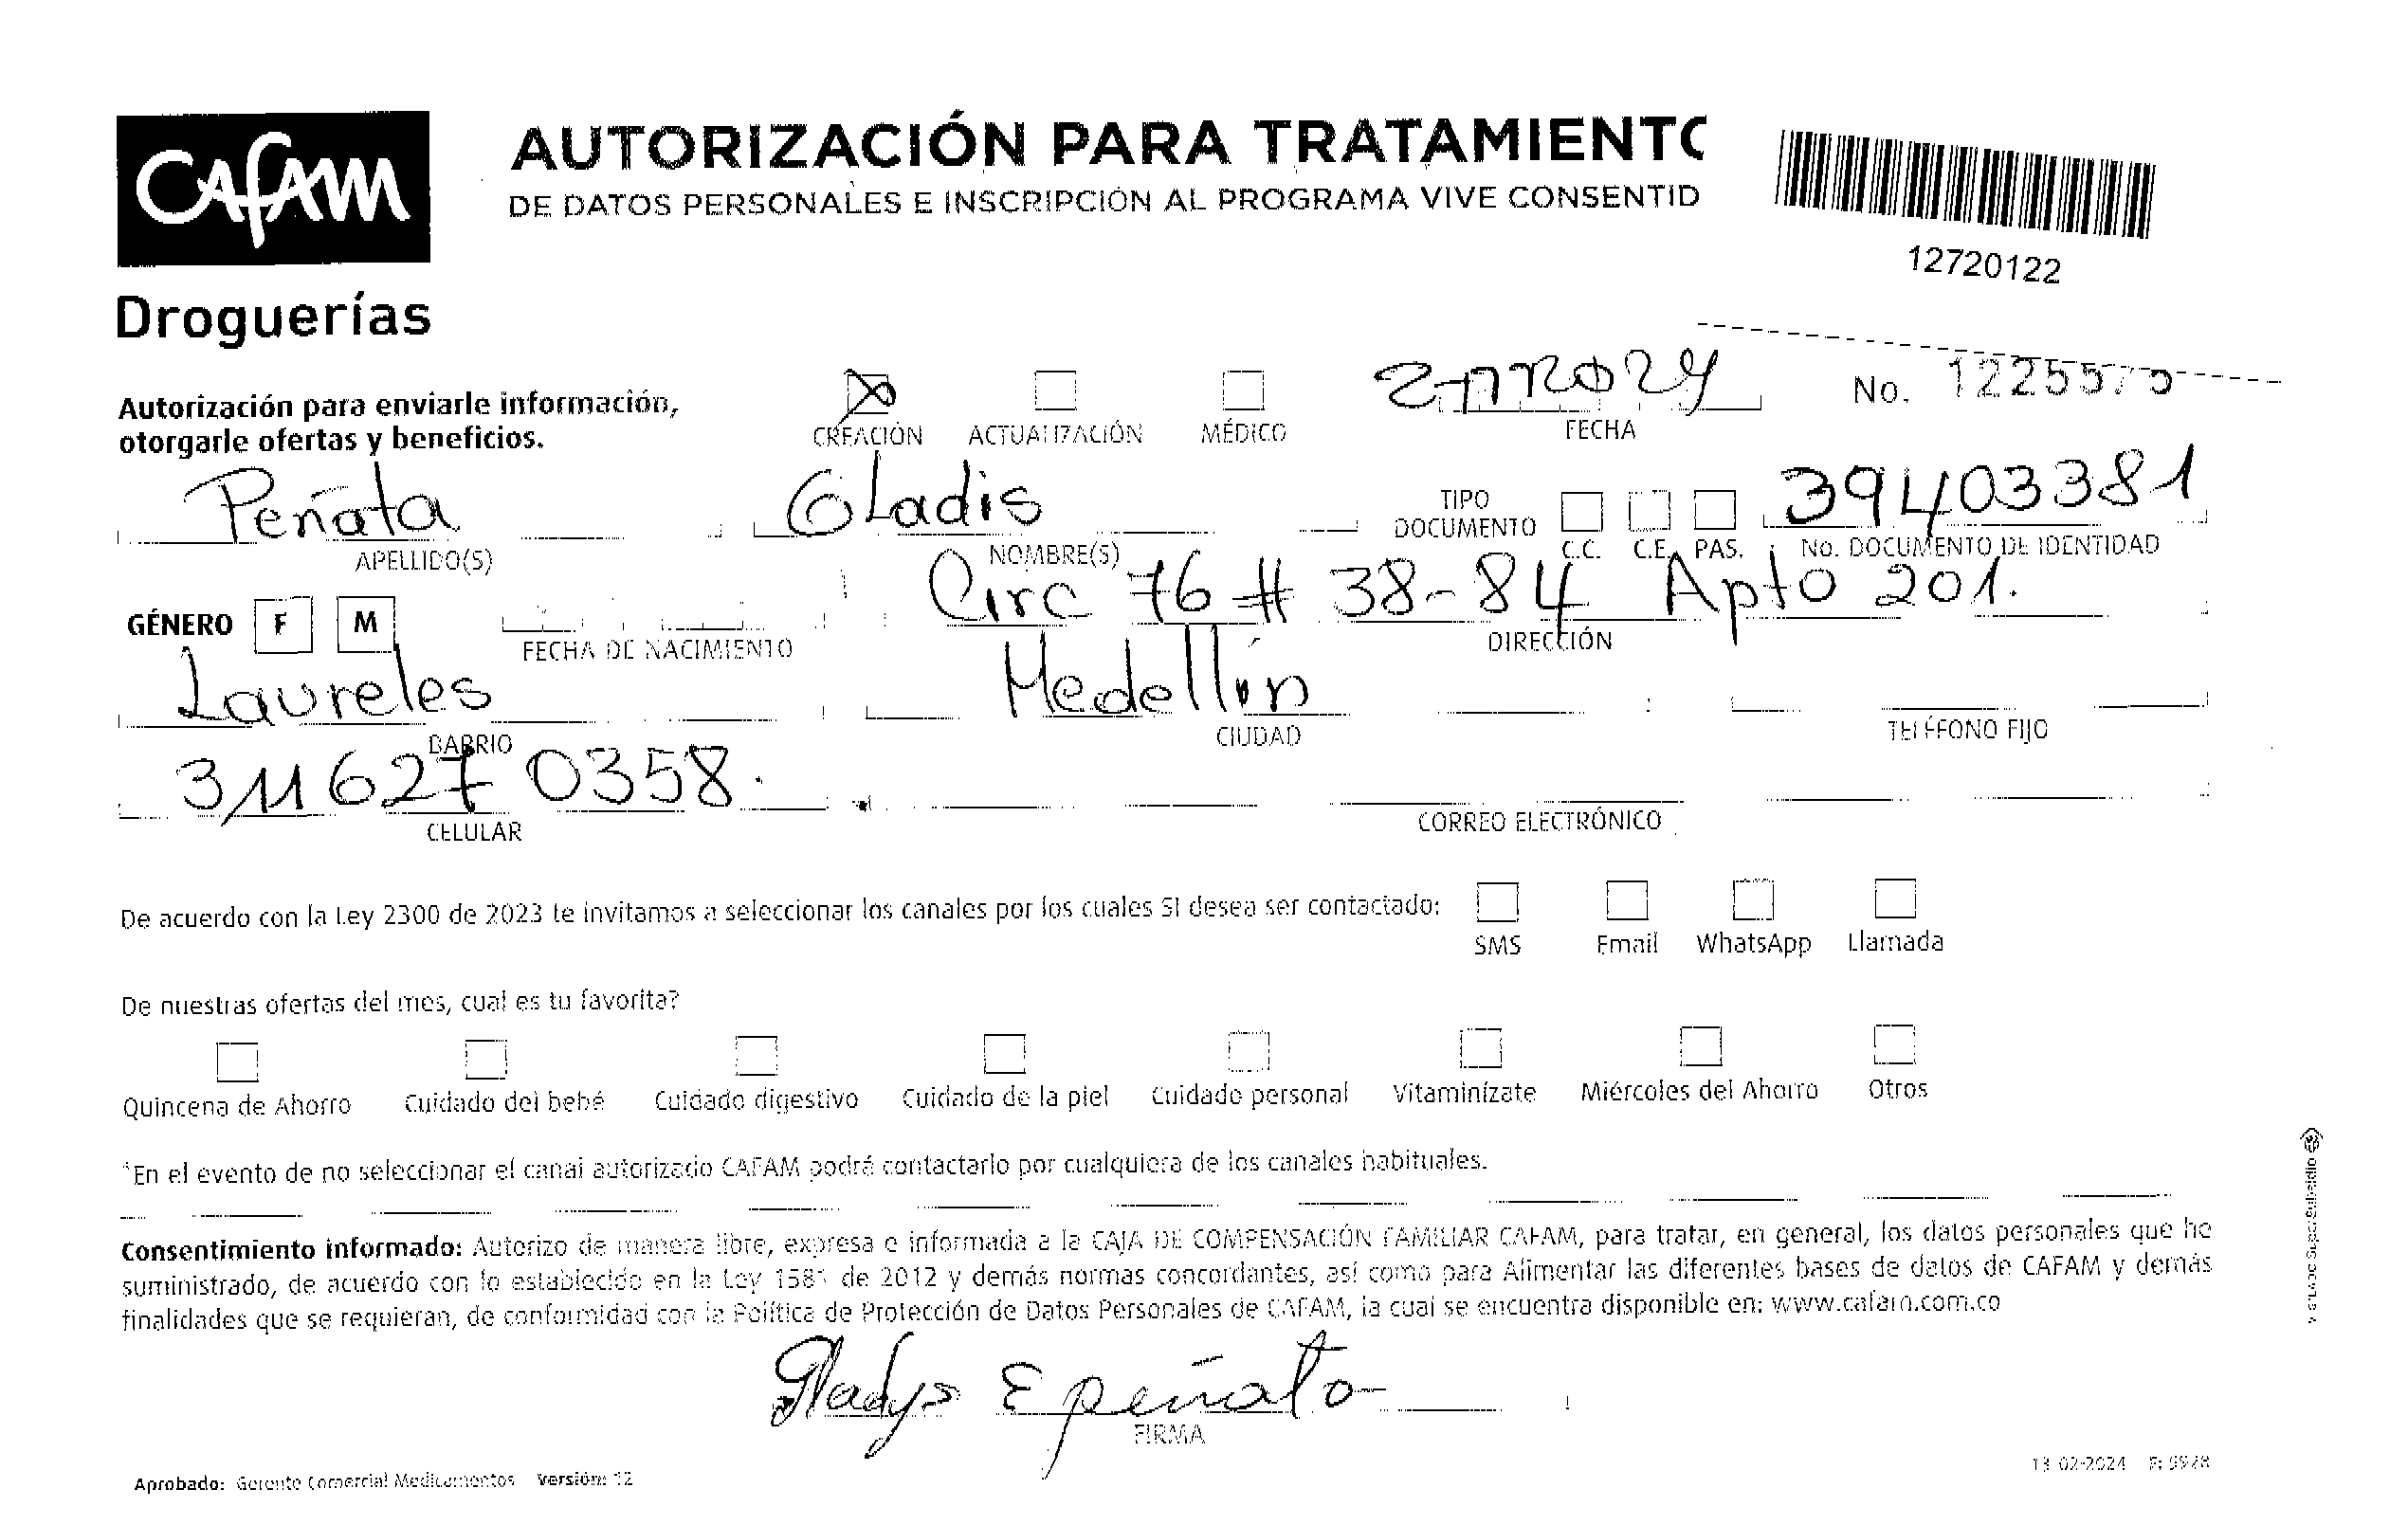 CAFAM
Droguerías
AUTORIZACIÓN PARA TRATAMIENTO
DE DATOS PERSONALES E INSCRIPCIÓN AL PROGRAMA VIVE CONSENTID
12720122
No.
Autorización para enviarle información,
otorgarle ofertas y beneficios.
CREACIÓN ACTUALIZACIÓN MÉDICO
FECHA
Peñata Gladis 39403381
APELLIDO(S) NOMBRE(S) TIPO DOCUMENTO C.C. C.E. PAS. No. DOCUMENTO DE IDENTIDAD
GÉNERO F M Circ 76 # 38-84 Apto 201.
FECHA DE NACIMIENTO DIRECCIÓN
Laureles Medellín
BARRIO CIUDAD TELÉFONO FIJO
311627 0358.
CELULAR CORREO ELECTRÓNICO
De acuerdo con la Ley 2300 de 2023 te invitamos a seleccionar los canales por los cuales SI desea ser contactado:
SMS Email WhatsApp Llamada
De nuestras ofertas del mes, cual es tu favorita?
Quincena de Ahorro Cuidado del bebé Cuidado digestivo Cuidado de la piel Cuidado personal Vitaminízate Miércoles del Ahorro Otros
*En el evento de no seleccionar el canal autorizado CAFAM podrá contactarlo por cualquiera de los canales habituales.
Consentimiento informado: Autorizo de manera libre, expresa e informada a la CAJA DE COMPENSACIÓN FAMILIAR CAFAM, para tratar, en general, los datos personales que he
suministrado, de acuerdo con lo establecido en la Ley 1581 de 2012 y demás normas concordantes, así como para Alimentar las diferentes bases de datos de CAFAM y demás
finalidades que se requieran, de conformidad con la Política de Protección de Datos Personales de CAFAM, la cual se encuentra disponible en: www.cafam.com.co
Gladys E peñata
FIRMA
Aprobado: Gerente Comercial Medicamentos Versión: 12
13-02-2024
VIGILADO SuperSubsidio